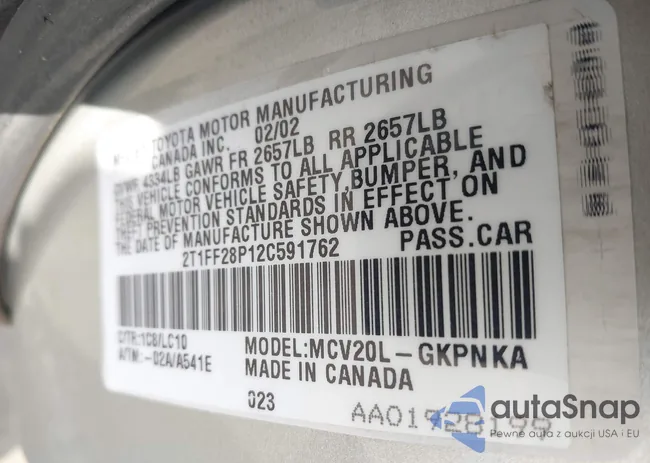 TOYOTA MOTOR MANUFACTURING
CANADA INC. 02/02
GVWR 4554LB GAWR FR 2657LB RR 2657LB
THIS VEHICLE CONFORMS TO ALL APPLICABLE
FEDERAL MOTOR VEHICLE SAFETY,BUMPER, AND
THEFT PREVENTION STANDARDS IN EFFECT ON
THE DATE OF MANUFACTURE SHOWN ABOVE.
2T1FF28P12C591762 PASS.CAR
C/TR:1C8/LC10 MODEL:MCV20L-GKPNKA
A/TM:-02A/A541E MADE IN CANADA
023
autaSnap
Pewne auta z aukcji USA i EU